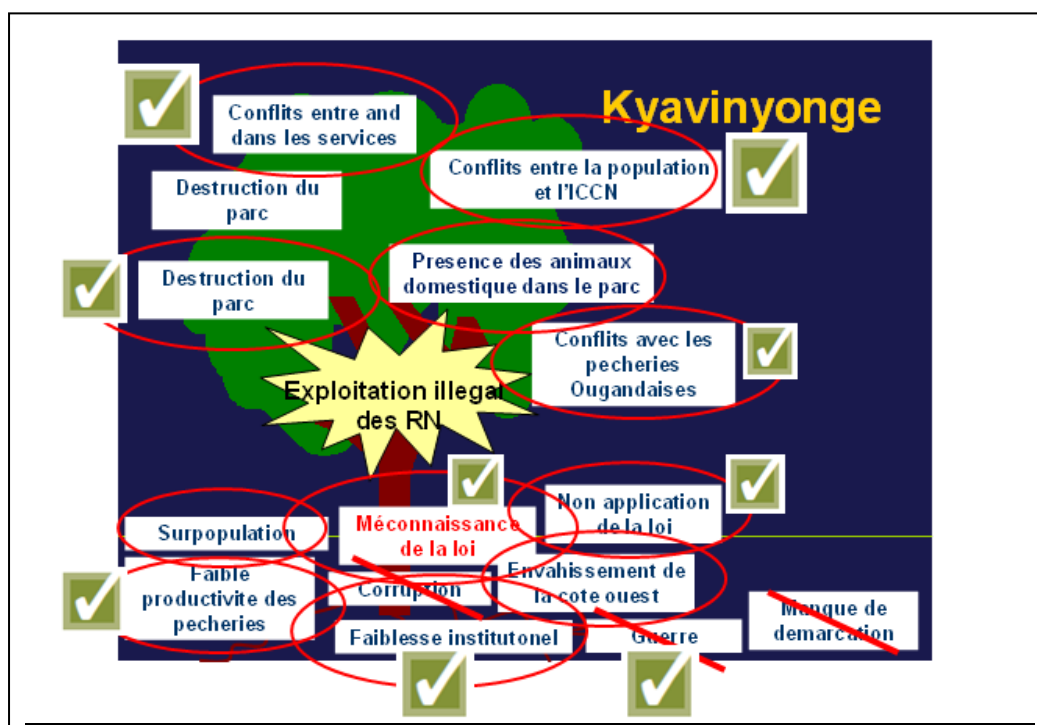 Kyavinyonge
Conflits entre and
dans les services
Conflits entre la population
et l'ICCN
Destruction du
parc
Presence des animaux
domestique dans le parc
Destruction du
parc
Conflits avec les
pecheries
Ougandaises
Exploitation illegal
des RN
Surpopulation
Méconnaissance
de la loi
Non application
de la loi
Faible
productivite des
pecheries
Corruption
Envahissement de
la cote ouest
Manque de
demarcation
Faiblesse institutonel
Guerre